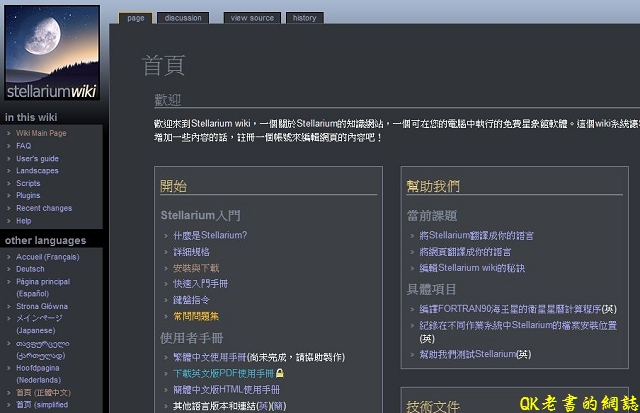 page discussion view source history
stellariumwiki
in this wiki
Wiki Main Page
FAQ
User's guide
Landscapes
Scripts
Plugins
Recent changes
Help
other languages
Accueil (Français)
Deutsch
Página principal
(Español)
Strona Główna
メインページ
(Japanese)
თავფურცელი
(ქართულად)
Hoofdpagina
(Nederlands)
首頁 (正體中文)
首頁 (simplified
首頁
歡迎
歡迎來到Stellarium wiki，一個關於Stellarium的知識網站，一個可在您的電腦中執行的免費星象館軟體。這個wiki系統讓
增加一些內容的話，註冊一個帳號來編輯網頁的內容吧！
開始
Stellarium入門
什麼是Stellarium?
詳細規格
安裝與下載
快速入門手冊
鍵盤指令
常問問題集
使用者手冊
繁體中文使用手冊(尚未完成，請協助製作)
下載英文版PDF使用手冊
簡體中文版HTML使用手冊
其他語言版本和連結(英)(簡)
幫助我們
當前課題
將Stellarium翻譯成你的語言
將網頁翻譯成你的語言
編輯Stellarium wiki的秘訣
具體項目
編譯FORTRAN90海王星的衛星星曆計算程序(英)
紀錄在不同作業系統中Stellarium的檔案安裝位置
(英)
幫助我們測試Stellarium(英)
技術文件
QK老書的網誌